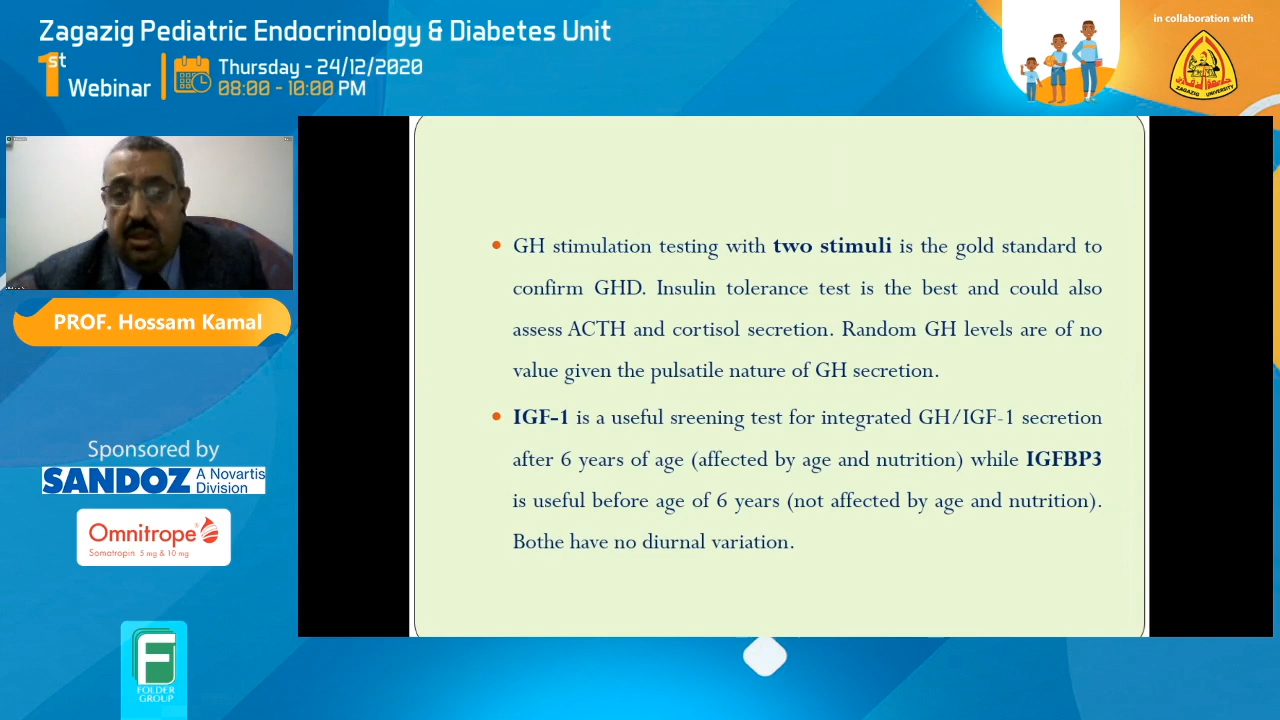 Zagazig Pediatric Endocrinology & Diabetes Unit
1st Webinar
Thursday - 24/12/2020
08:00 - 10:00 PM
in collaboration with
ZAGAZIG UNIVERSITY
PROF. Hossam Kamal
Sponsored by
SANDOZ A Novartis
Division
Omnitrope®
Somatropin 5 mg & 10 mg
FOLDER
GROUP
• GH stimulation testing with two stimuli is the gold standard to
confirm GHD. Insulin tolerance test is the best and could also
assess ACTH and cortisol secretion. Random GH levels are of no
value given the pulsatile nature of GH secretion.
• IGF-1 is a useful sreening test for integrated GH/IGF-1 secretion
after 6 years of age (affected by age and nutrition) while IGFBP3
is useful before age of 6 years (not affected by age and nutrition).
Bothe have no diurnal variation.